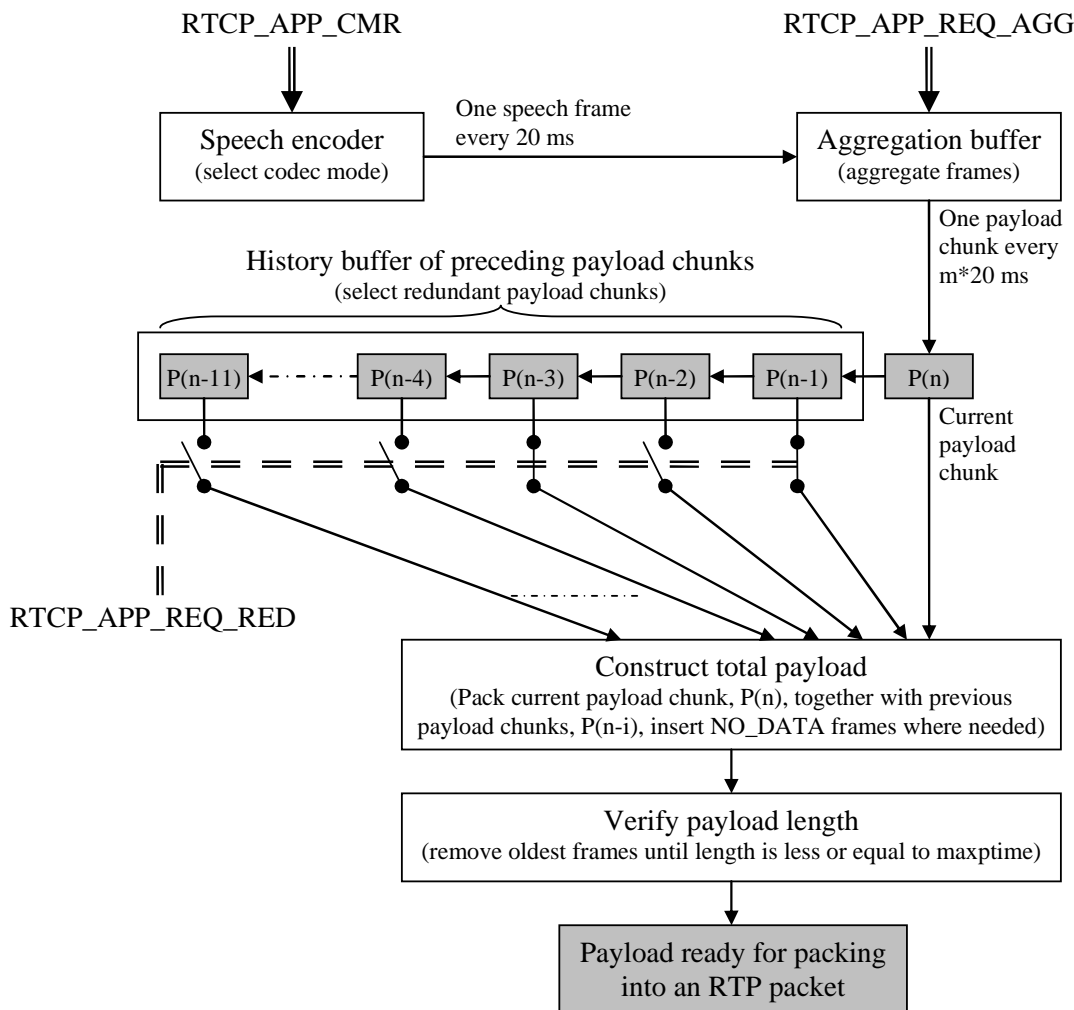 RTCP_APP_CMR
RTCP_APP_REQ_AGG
Speech encoder
(select codec mode)
One speech frame
every 20 ms
Aggregation buffer
(aggregate frames)
One payload
chunk every
m*20 ms
History buffer of preceding payload chunks
(select redundant payload chunks)
P(n-11)
P(n-4)
P(n-3)
P(n-2)
P(n-1)
P(n)
Current
payload
chunk
RTCP_APP_REQ_RED
Construct total payload
(Pack current payload chunk, P(n), together with previous
payload chunks, P(n-i), insert NO_DATA frames where needed)
Verify payload length
(remove oldest frames until length is less or equal to maxptime)
Payload ready for packing
into an RTP packet